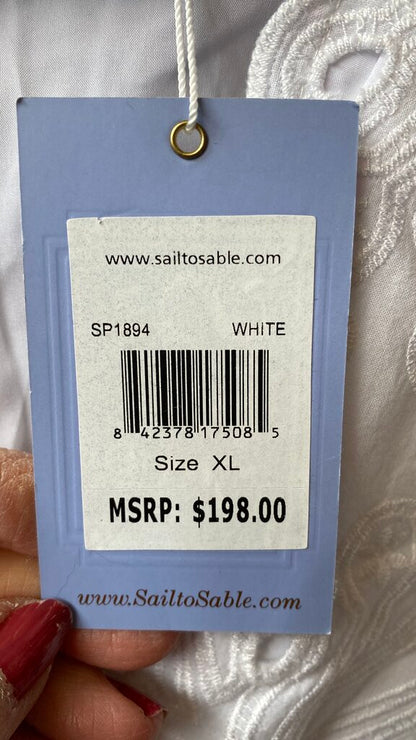 www.sailtosable.com
SP1894 WHITE
8 42378 17508 5
Size XL
MSRP: $198.00
www.SailtoSable.com